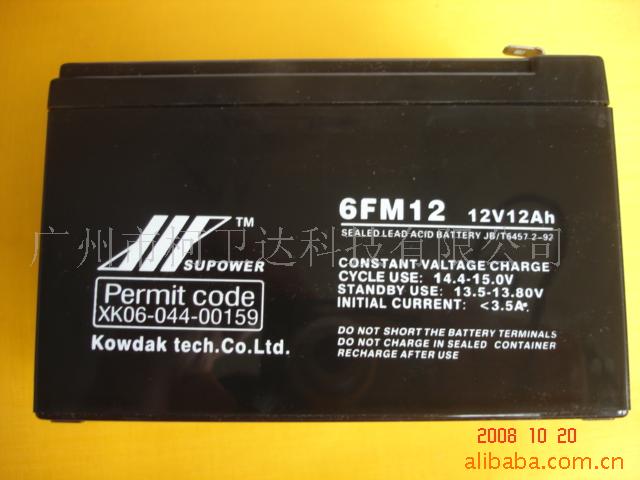 6FM12 12V12Ah
SEALED LEAD ACID BATTERY JB/T6457.2-92
TM
SUPOWER
广州市柯卫达科技有限公司
Permit code
XK06-044-00159
Kowdak tech.Co.Ltd.
CONSTANT VALTAGE CHARGE
CYCLE USE: 14.4-15.0V
STANDBY USE: 13.5-13.80V
INITIAL CURRENT: <3.5A
DO NOT SHORT THE BATTERY TERMINALS
DO NOT CHARGE IN SEALED CONTAINER
RECHARGE AFTER USE
2008 10 20
alibaba.com.cn